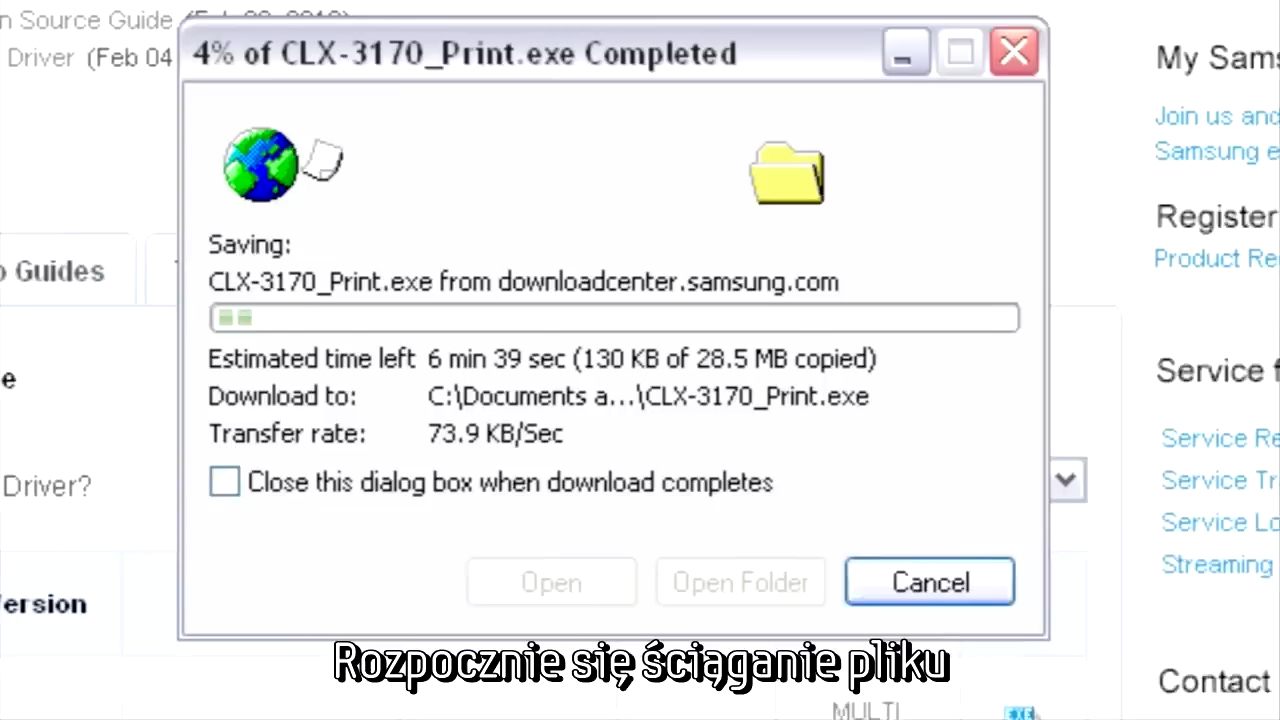 n Source Guide
4% of CLX-3170_Print.exe Completed
My Sams
Driver (Feb 04
Join us and
Samsung e
Register
Product Re
Saving:
o Guides
CLX-3170_Print.exe from downloadcenter.samsung.com
Estimated time left 6 min 39 sec (130 KB of 28.5 MB copied)
Service f
e
Download to: C:\Documents a...\CLX-3170_Print.exe
Transfer rate: 73.9 KB/Sec
Service Re
Close this dialog box when download completes
Driver?
Service Tr
Service Lo
Streaming
Open Open Folder Cancel
ersion
Rozpocznie się ściąganie pliku
Contact
MULTI
EXE